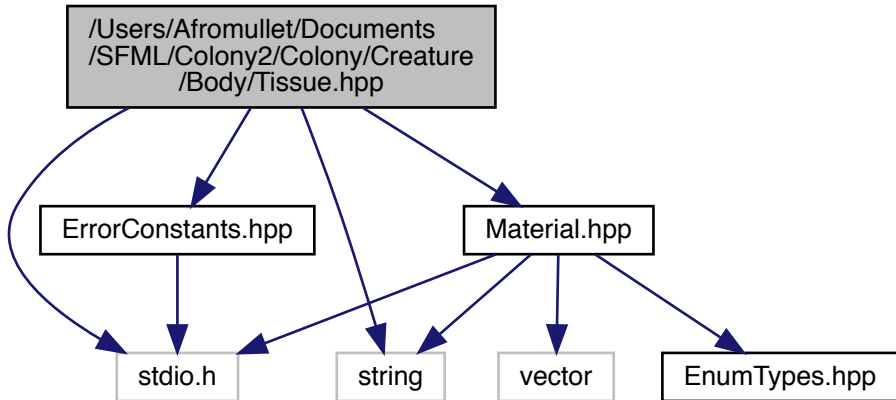 /Users/Afromullet/Documents
/SFML/Colony2/Colony/Creature
/Body/Tissue.hpp
ErrorConstants.hpp
Material.hpp
stdio.h
string
vector
EnumTypes.hpp